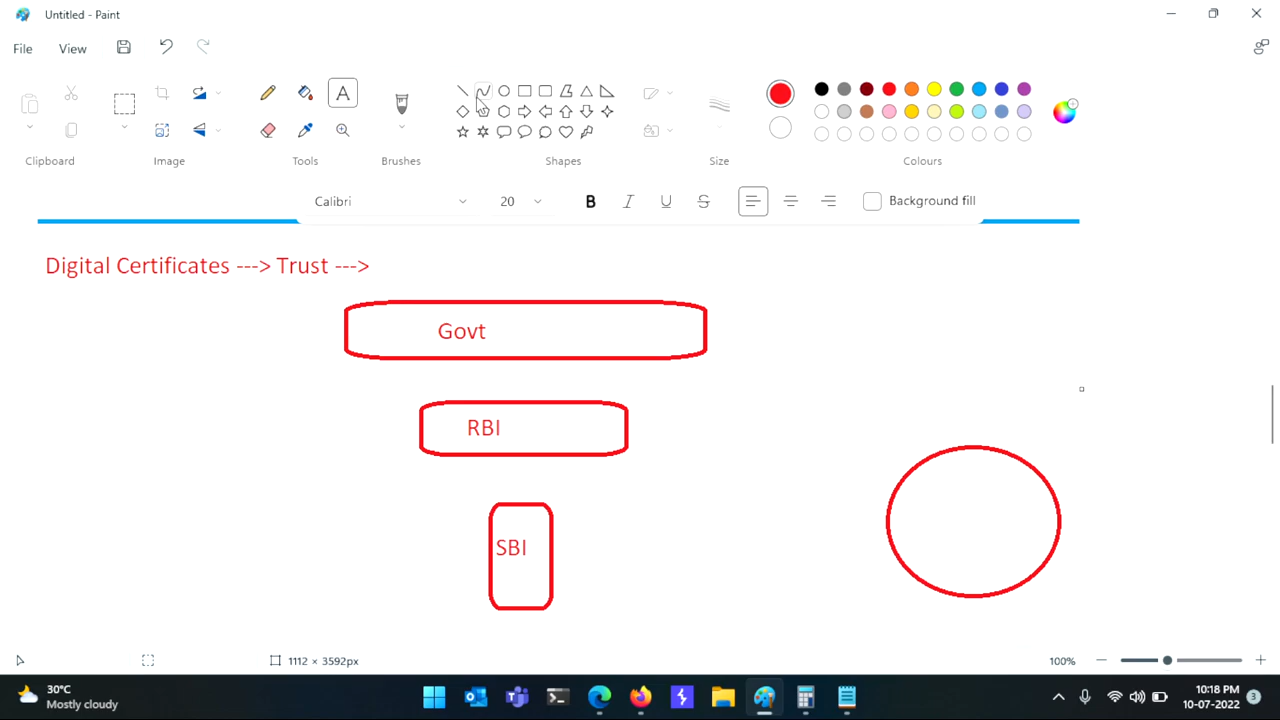 Untitled - Paint
File
View
Clipboard
Image
Tools
Brushes
Shapes
Size
Colours
Calibri
20
B I U S
Background fill
Digital Certificates ---> Trust --->
Govt
RBI
SBI
1112 × 3592px
100%
30°C
Mostly cloudy
10:18 PM
10-07-2022
3